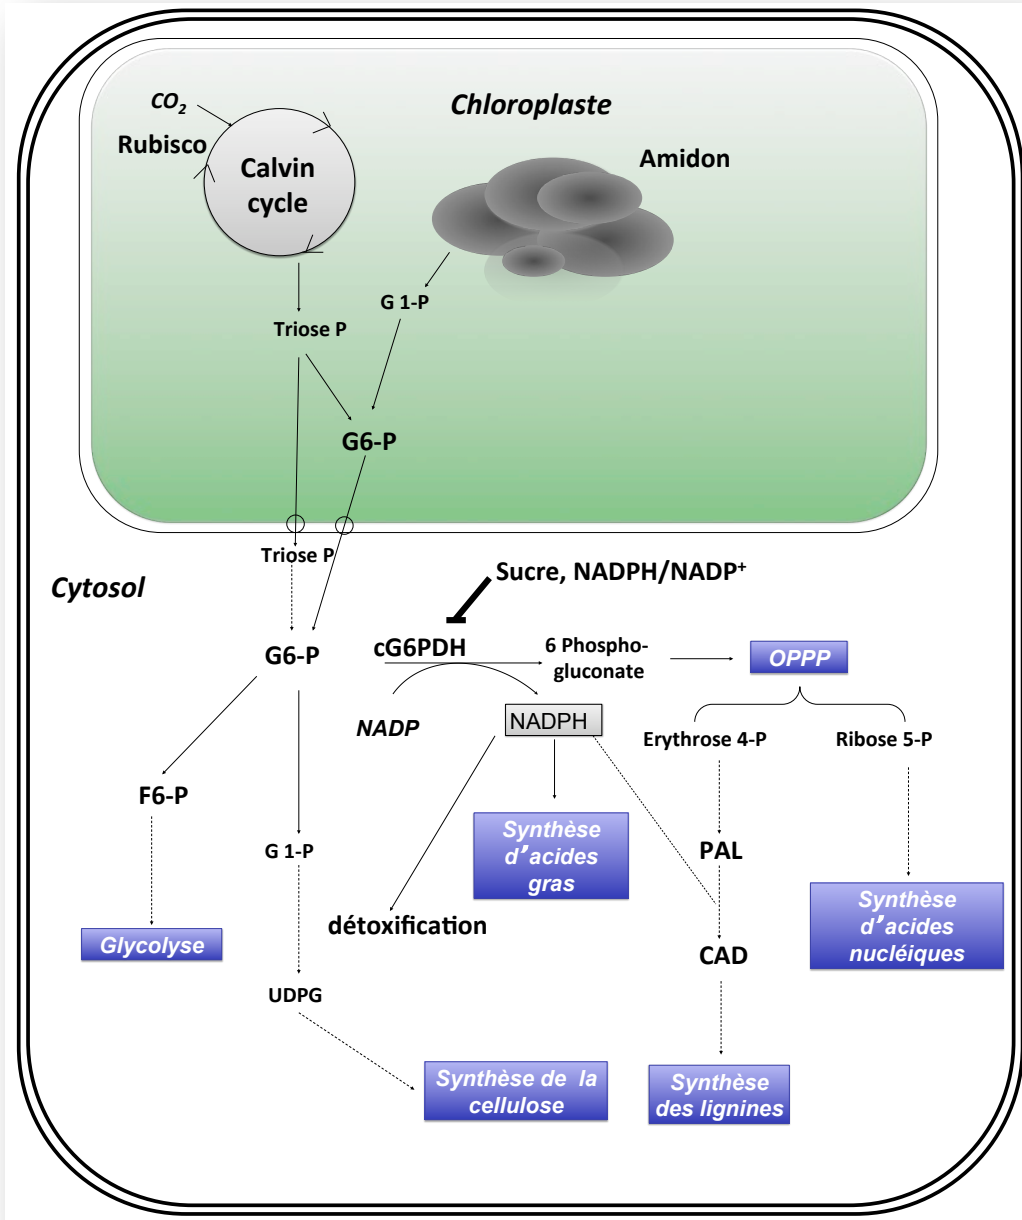 Chloroplaste
CO₂
Rubisco
Calvin
cycle
Amidon
G 1-P
Triose P
G6-P
Triose P
Cytosol
Sucre, NADPH/NADP⁺
G6-P
cG6PDH
6 Phospho-
gluconate
OPPP
NADP
NADPH
Erythrose 4-P
Ribose 5-P
F6-P
G 1-P
Synthèse
d’acides
gras
PAL
Synthèse
d’acides
nucléiques
détoxification
Glycolyse
CAD
UDPG
Synthèse de la
cellulose
Synthèse
des lignines